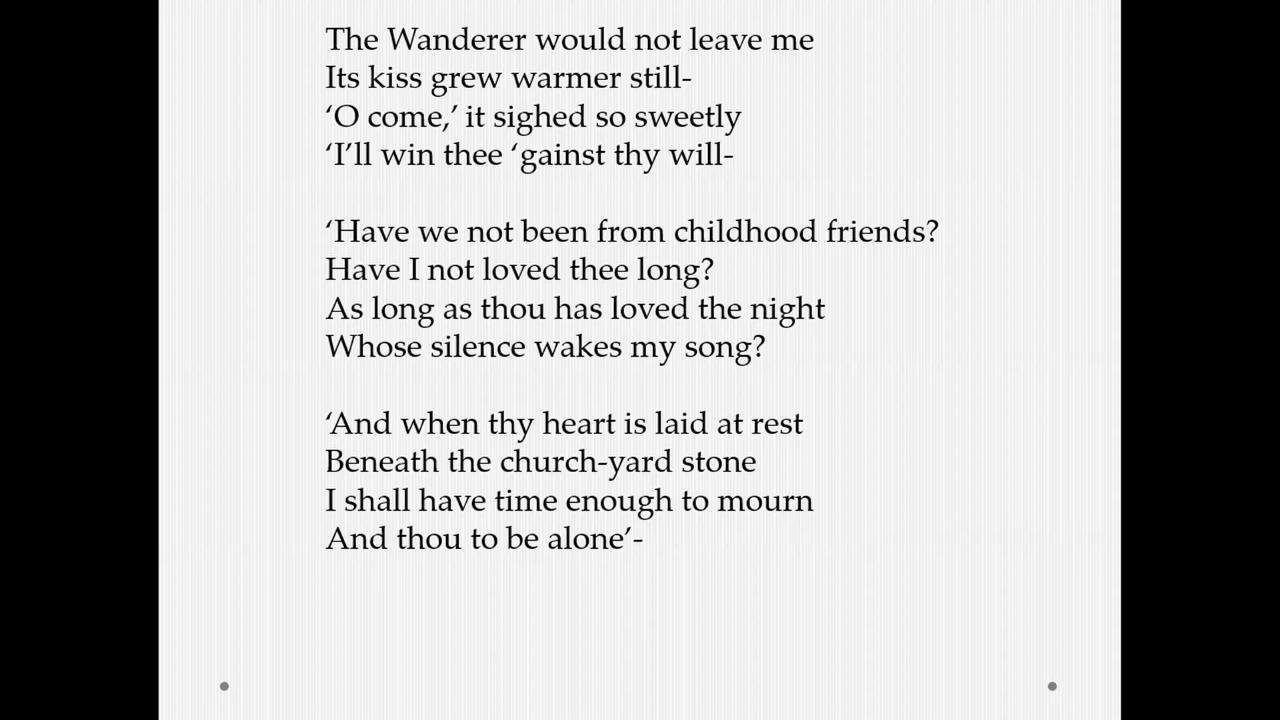 The Wanderer would not leave me
Its kiss grew warmer still-
‘O come,’ it sighed so sweetly
‘I’ll win thee ‘gainst thy will-
‘Have we not been from childhood friends?
Have I not loved thee long?
As long as thou has loved the night
Whose silence wakes my song?
‘And when thy heart is laid at rest
Beneath the church-yard stone
I shall have time enough to mourn
And thou to be alone’-